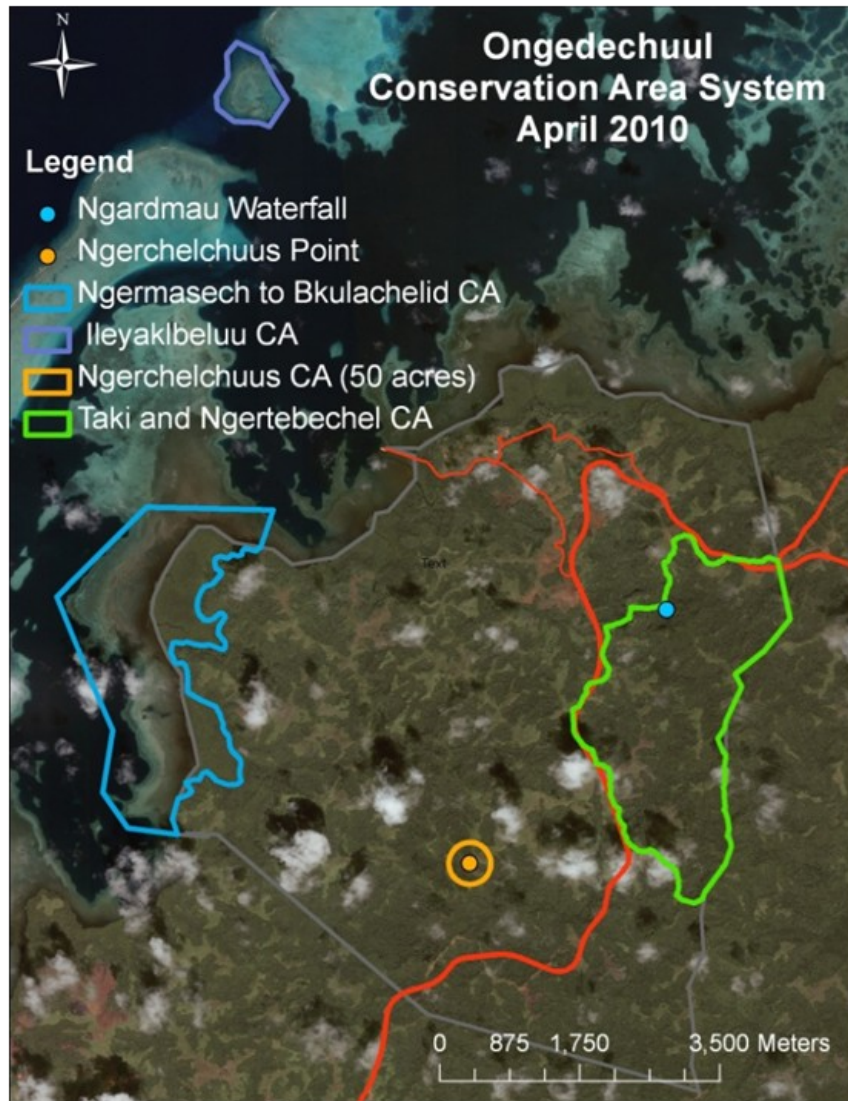 N
Ongedechuul
Conservation Area System
April 2010
Legend
Ngardmau Waterfall
Ngerchelchuus Point
Ngermasech to Bkulachelid CA
Ileyaklbeluu CA
Ngerchelchuus CA (50 acres)
Taki and Ngertebechel CA
Text
0 875 1,750 3,500 Meters